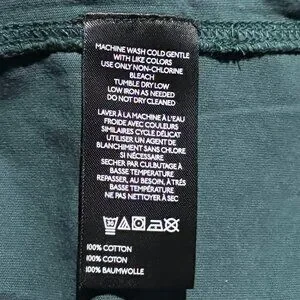 MACHINE WASH COLD GENTLE
WITH LIKE COLORS
USE ONLY NON-CHLORINE
BLEACH
TUMBLE DRY LOW
LOW IRON AS NEEDED
DO NOT DRY CLEANED
LAVER À LA MACHINE À L'EAU
FROIDE AVEC COULEURS
SIMILAIRES CYCLE DÉLICAT
UTILISER UN AGENT DE
BLANCHIMENT SANS CHLORE
SI NÉCESSAIRE
SECHER PAR CULBUTAGE À
BASSE TEMPÉRATURE
REPASSER, AU BESOIN, À TRÈS
BASSE TEMPÉRATURE
NE PAS NETTOYER À SEC
30
100% COTTON
100% COTON
100% BAUMWOLLE